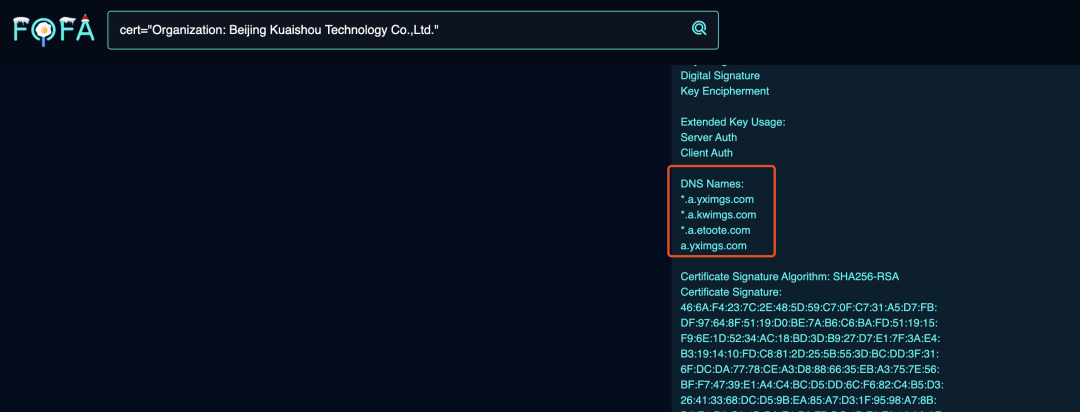 FOFA
cert="Organization: Beijing Kuaishou Technology Co.,Ltd."
Digital Signature
Key Encipherment
Extended Key Usage:
Server Auth
Client Auth
DNS Names:
*.a.yximgs.com
*.a.kwimgs.com
*.a.etoote.com
a.yximgs.com
Certificate Signature Algorithm: SHA256-RSA
Certificate Signature:
46:6A:F4:23:7C:2E:48:5D:59:C7:0F:C7:31:A5:D7:FB:
DF:97:64:8F:51:19:D0:BE:7A:B6:C6:BA:FD:51:19:15:
F9:6E:1D:52:34:AC:18:BD:3D:B9:27:D7:E1:7F:3A:E4:
B3:19:14:10:FD:C8:81:2D:25:5B:55:3D:BC:DD:3F:31:
6F:DC:DA:77:78:CE:A3:D8:88:66:35:EB:A3:75:7E:56:
BF:F7:47:39:E1:A4:C4:BC:D5:DD:6C:F6:82:C4:B5:D3:
26:41:33:68:DC:D5:9B:EA:85:A7:D3:1F:95:98:A7:8B: